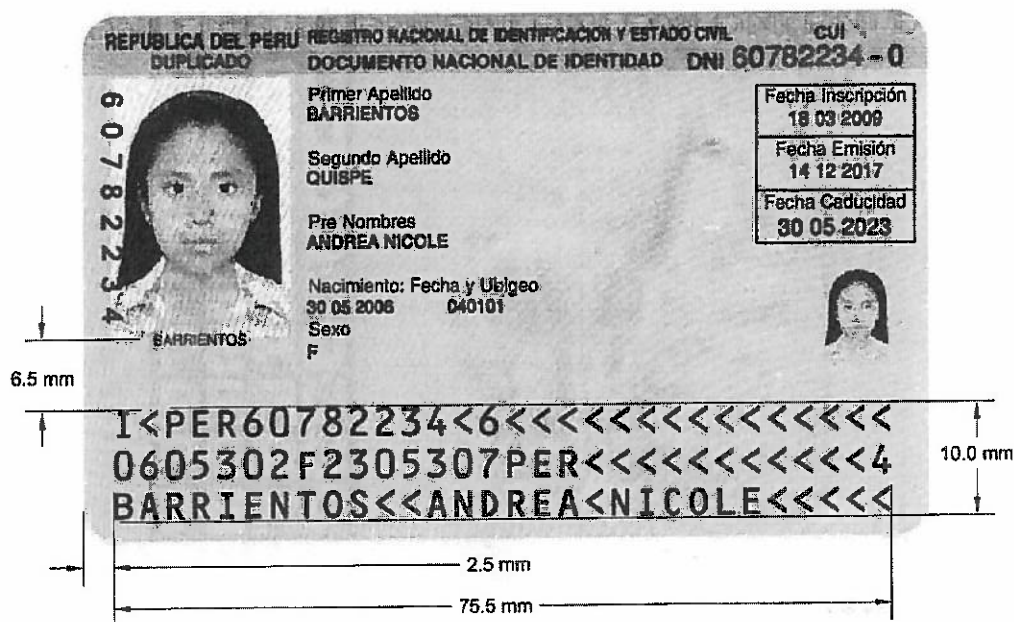 REPUBLICA DEL PERU REGISTRO NACIONAL DE IDENTIFICACION Y ESTADO CIVIL CUI
DUPLICADO DOCUMENTO NACIONAL DE IDENTIDAD DNI 60782234-0
60782234
Primer Apellido
BARRIENTOS
Segundo Apellido
QUISPE
Pre Nombres
ANDREA NICOLE
Nacimiento: Fecha y Ubigeo
30 05 2006 040101
Sexo
F
Fecha Inscripción
18 03 2009
Fecha Emisión
14 12 2017
Fecha Caducidad
30 05 2023
BARRIENTOS
6.5 mm
I<PER60782234<6<<<<<<<<<<<<<<<
0605302F2305307PER<<<<<<<<<<<4
BARRIENTOS<<ANDREA<NICOLE<<<<<
10.0 mm
2.5 mm
75.5 mm